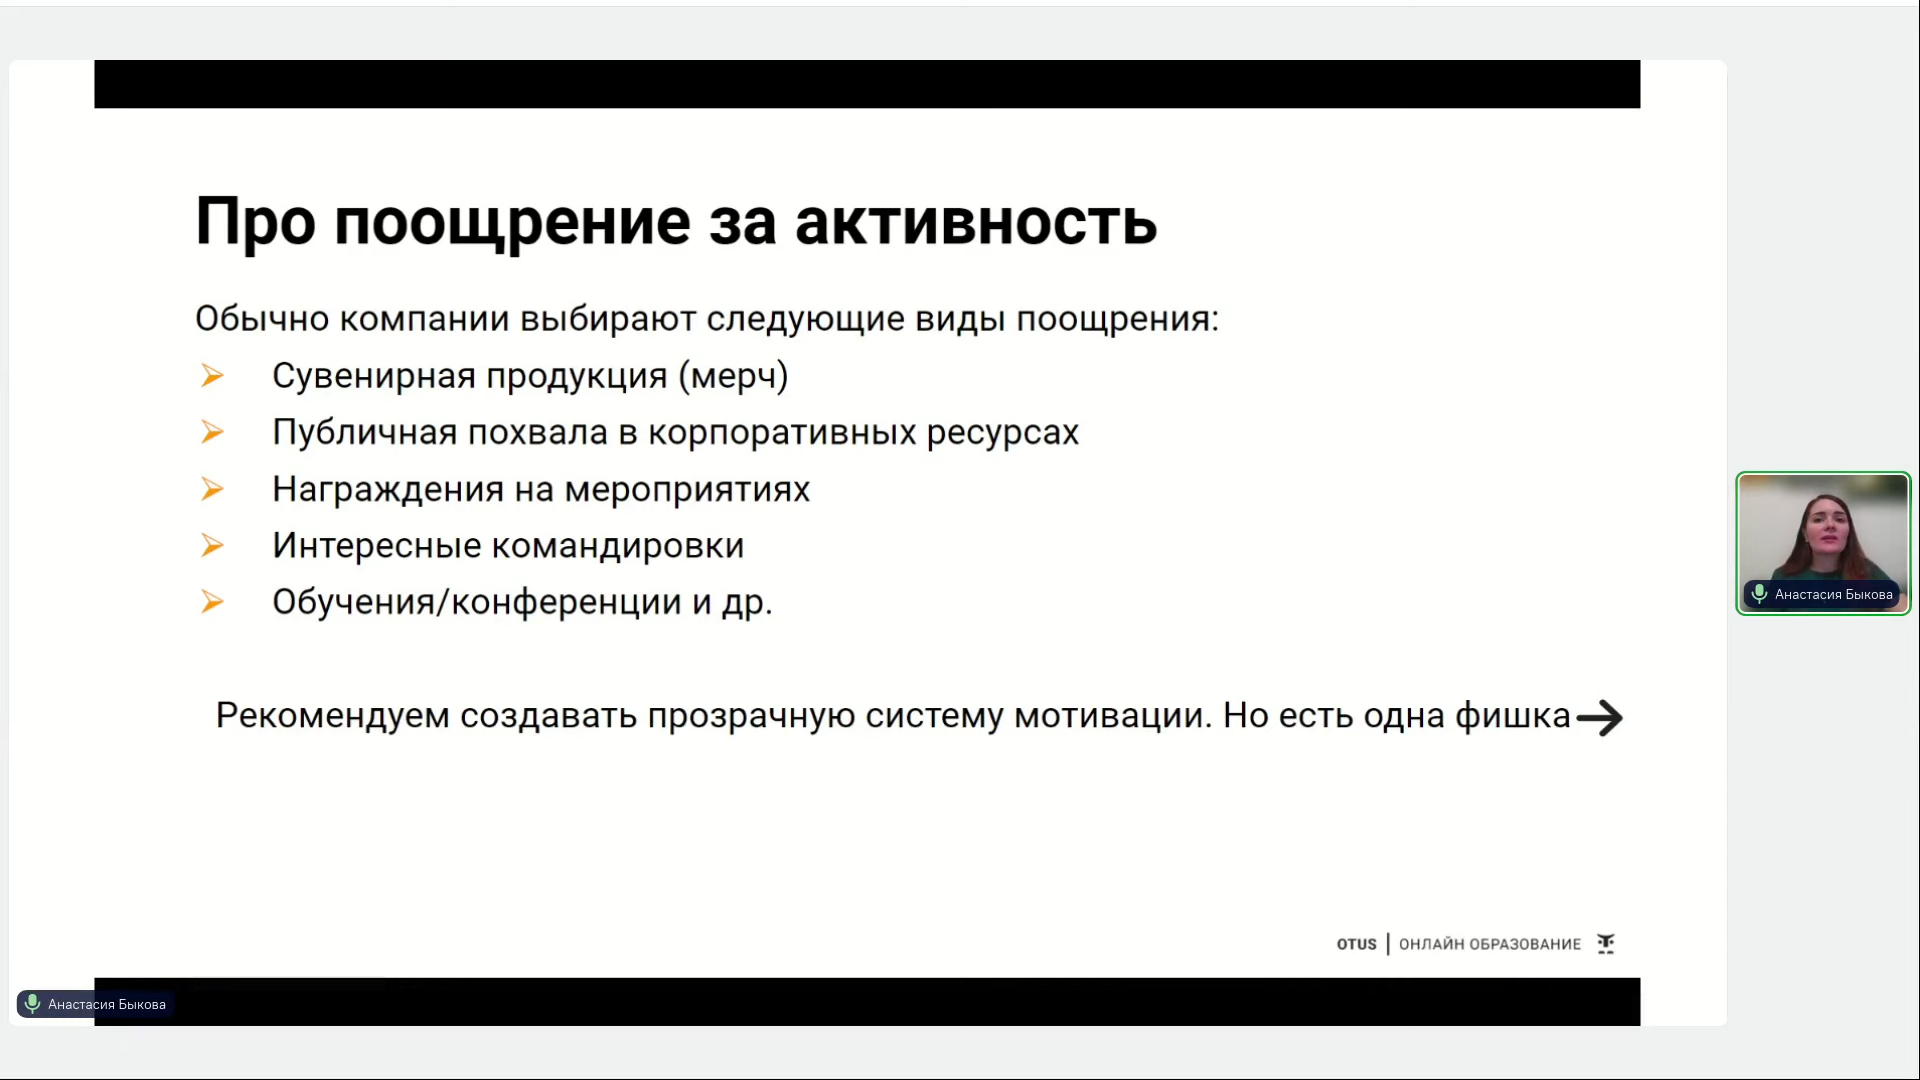 Про поощрение за активность
Обычно компании выбирают следующие виды поощрения:
Сувенирная продукция (мерч)
Публичная похвала в корпоративных ресурсах
Награждения на мероприятиях
Интересные командировки
Обучения/конференции и др.
Рекомендуем создавать прозрачную систему мотивации. Но есть одна фишка
OTUS | ОНЛАЙН ОБРАЗОВАНИЕ
Анастасия Быкова
Анастасия Быкова